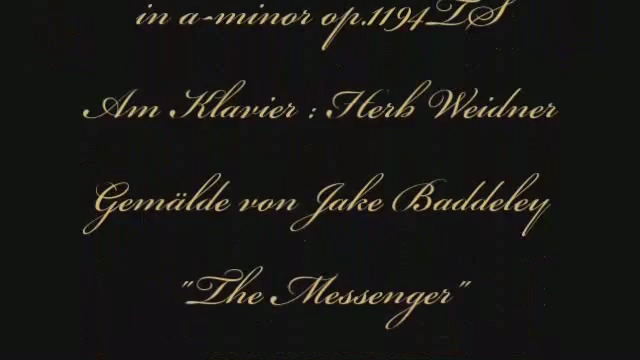 in a-minor op.1194TS
Am Klavier : Herb Weidner
Gemälde von Jake Baddeley
"The Messenger"